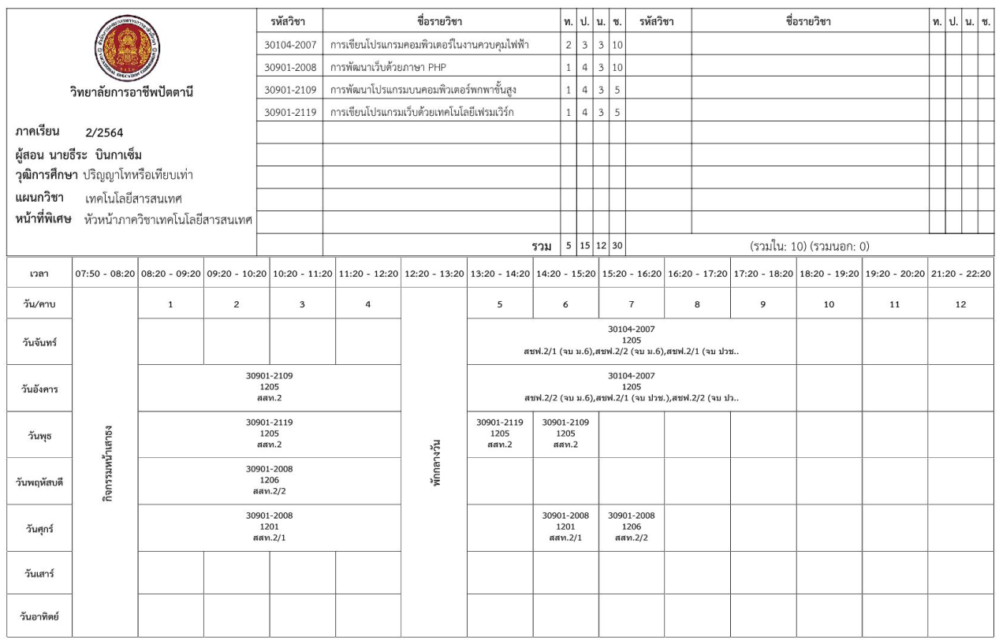 วิทยาลัยการอาชีพปัตตานี
ภาคเรียน 2/2564
ผู้สอน นายธีระ บินกาเซ็ม
วุฒิการศึกษา ปริญญาโทหรือเทียบเท่า
แผนกวิชา เทคโนโลยีสารสนเทศ
หน้าที่พิเศษ หัวหน้าภาควิชาเทคโนโลยีสารสนเทศ
รหัสวิชา ชื่อรายวิชา ท. ป. น. ช. รหัสวิชา ชื่อรายวิชา ท. ป. น. ช.
30104-2007 การเขียนโปรแกรมคอมพิวเตอร์ในงานควบคุมไฟฟ้า 2 3 3 10
30901-2008 การพัฒนาเว็บด้วยภาษา PHP 1 4 3 10
30901-2109 การพัฒนาโปรแกรมบนคอมพิวเตอร์พกพาขั้นสูง 1 4 3 5
30901-2119 การเขียนโปรแกรมเว็บด้วยเทคโนโลยีเฟรมเวิร์ก 1 4 3 5
รวม 5 15 12 30 (รวมใน: 10) (รวมนอก: 0)
เวลา 07:50 - 08:20 08:20 - 09:20 09:20 - 10:20 10:20 - 11:20 11:20 - 12:20 12:20 - 13:20 13:20 - 14:20 14:20 - 15:20 15:20 - 16:20 16:20 - 17:20 17:20 - 18:20 18:20 - 19:20 19:20 - 20:20 21:20 - 22:20
วัน/คาบ 1 2 3 4 5 6 7 8 9 10 11 12
กิจกรรมหน้าเสาธง
พักกลางวัน
วันจันทร์
30104-2007
1205
สชฟ.2/1 (จบ ม.6),สชฟ.2/2 (จบ ม.6),สชฟ.2/1 (จบ ปวช..
วันอังคาร
30901-2109
1205
สสท.2
30104-2007
1205
สชฟ.2/2 (จบ ม.6),สชฟ.2/1 (จบ ปวช.),สชฟ.2/2 (จบ ปว..
วันพุธ
30901-2119
1205
สสท.2
30901-2119
1205
สสท.2
30901-2109
1205
สสท.2
วันพฤหัสบดี
30901-2008
1206
สสท.2/2
วันศุกร์
30901-2008
1201
สสท.2/1
30901-2008
1201
สสท.2/1
30901-2008
1206
สสท.2/2
วันเสาร์
วันอาทิตย์